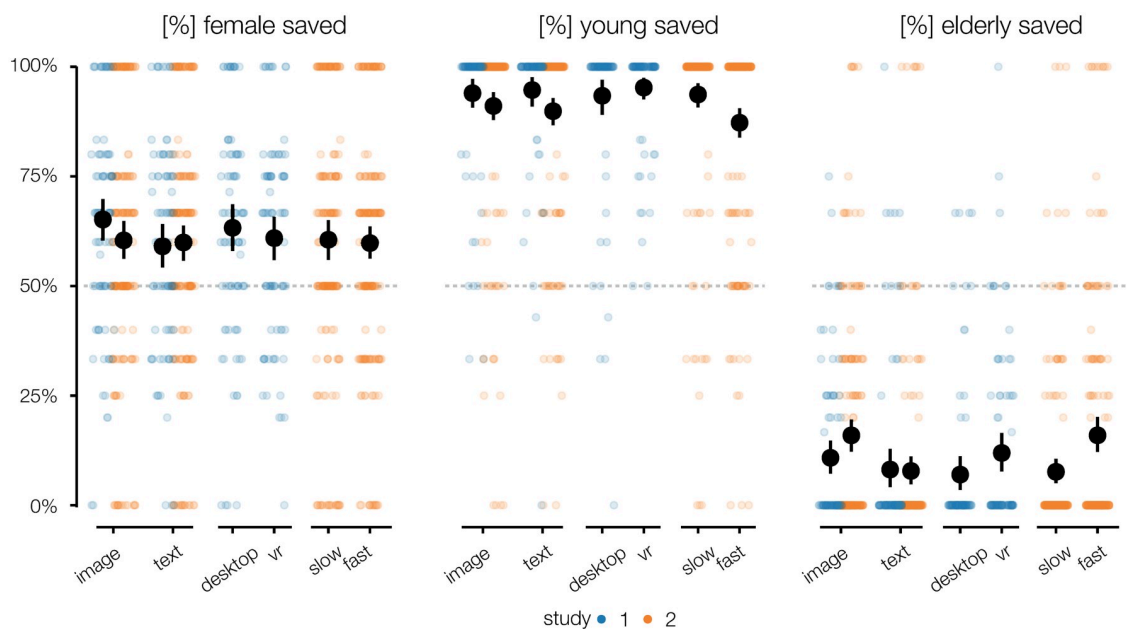 [%] female saved
[%] young saved
[%] elderly saved
100%
75%
50%
25%
0%
image text desktop vr slow fast
image text desktop vr slow fast
image text desktop vr slow fast
study 1 2